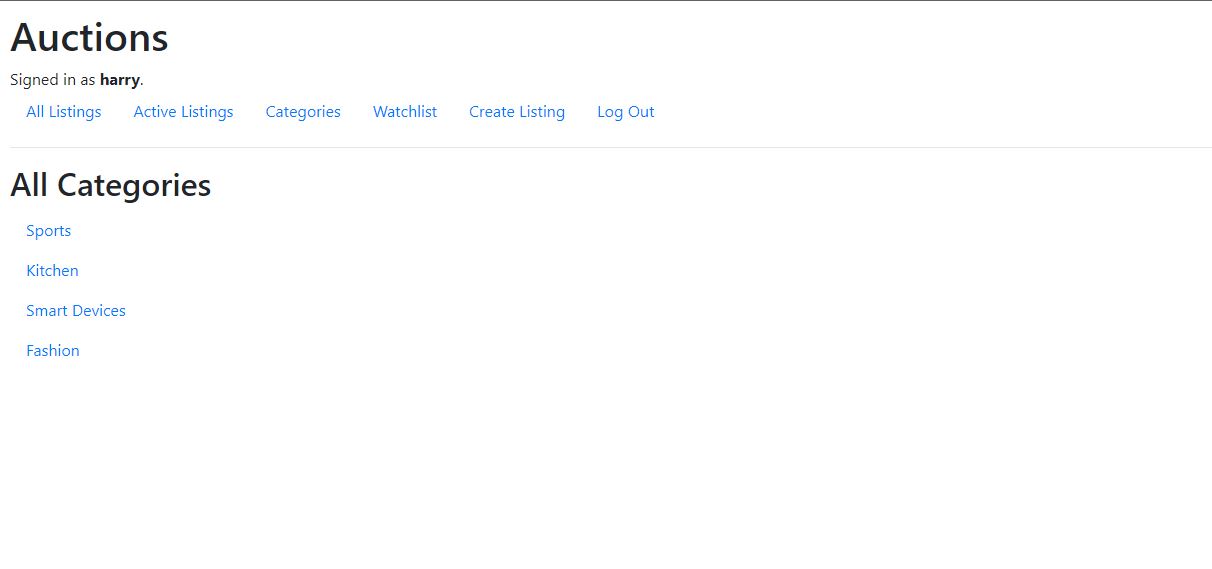 Auctions
Signed in as harry.
All Listings Active Listings Categories Watchlist Create Listing Log Out
All Categories
Sports
Kitchen
Smart Devices
Fashion